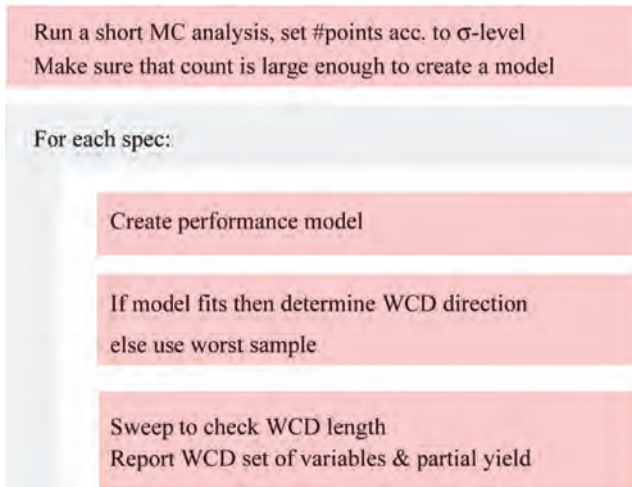 Run a short MC analysis, set #points acc. to σ-level
Make sure that count is large enough to create a model
For each spec:
Create performance model
If model fits then determine WCD direction
else use worst sample
Sweep to check WCD length
Report WCD set of variables & partial yield